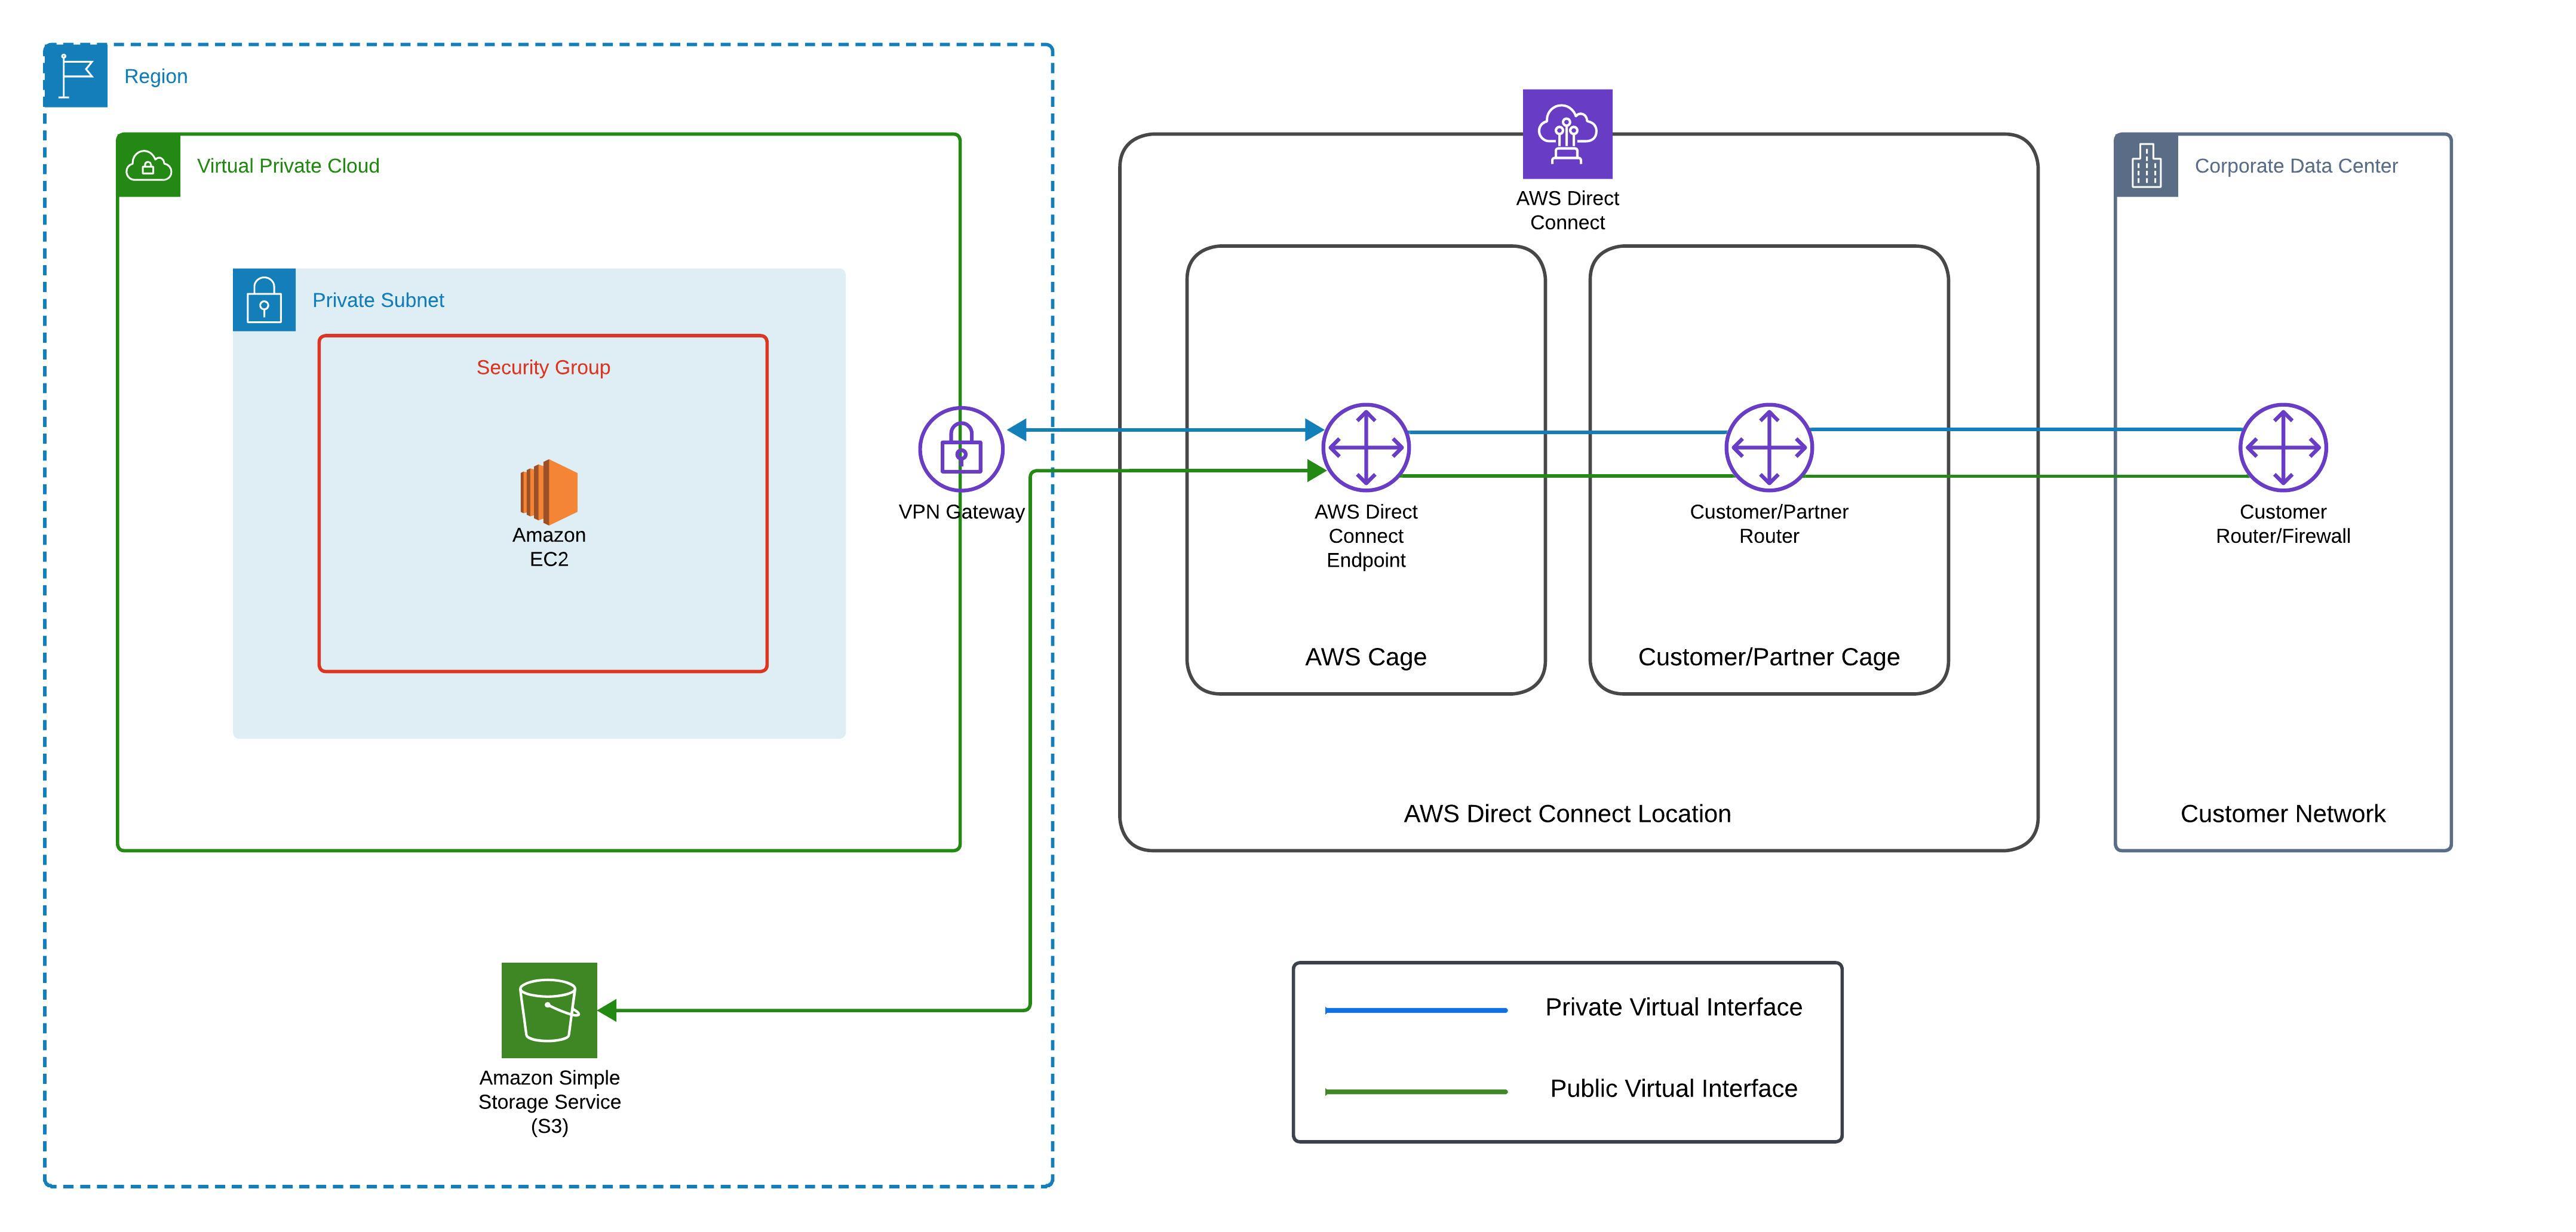 Region
Virtual Private Cloud
Private Subnet
Security Group
Amazon
EC2
VPN Gateway
Amazon Simple
Storage Service
(S3)
AWS Direct
Connect
AWS Direct
Connect
Endpoint
AWS Cage
Customer/Partner
Router
Customer/Partner Cage
AWS Direct Connect Location
Corporate Data Center
Customer
Router/Firewall
Customer Network
Private Virtual Interface
Public Virtual Interface